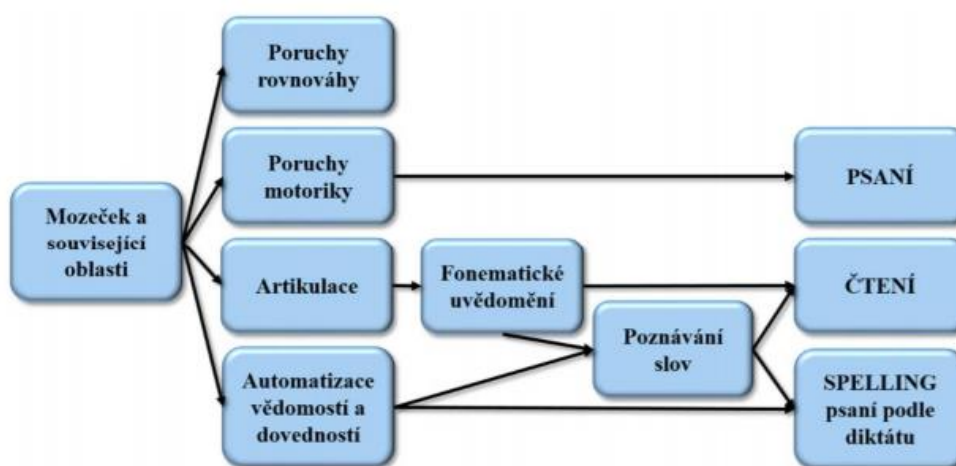 Poruchy
rovnováhy
Poruchy
motoriky
PSANÍ
Mozeček a
související
oblasti
Artikulace
Fonematické
uvědomění
ČTENÍ
Poznávání
slov
Automatizace
vědomostí a
dovedností
SPELLING
psaní podle
diktátu